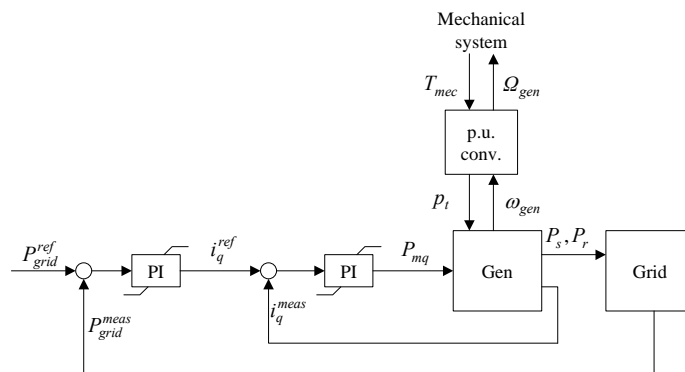 Mechanical
system
T_mec
Ω_gen
p.u.
conv.
p_t
ω_gen
P_grid^ref
PI
i_q^ref
PI
P_mq
Gen
P_s, P_r
Grid
P_grid^meas
i_q^meas